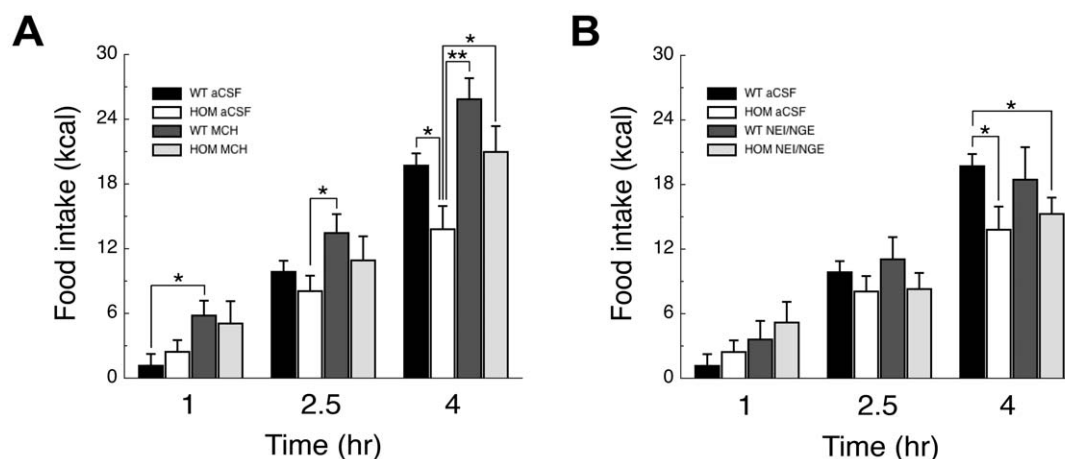 A
Food intake (kcal)
30
24
18
12
6
0
WT aCSF
HOM aCSF
WT MCH
HOM MCH
*
*
*
**
*
1 2.5 4
Time (hr)
B
Food intake (kcal)
30
24
18
12
6
0
WT aCSF
HOM aCSF
WT NEI/NGE
HOM NEI/NGE
*
*
1 2.5 4
Time (hr)